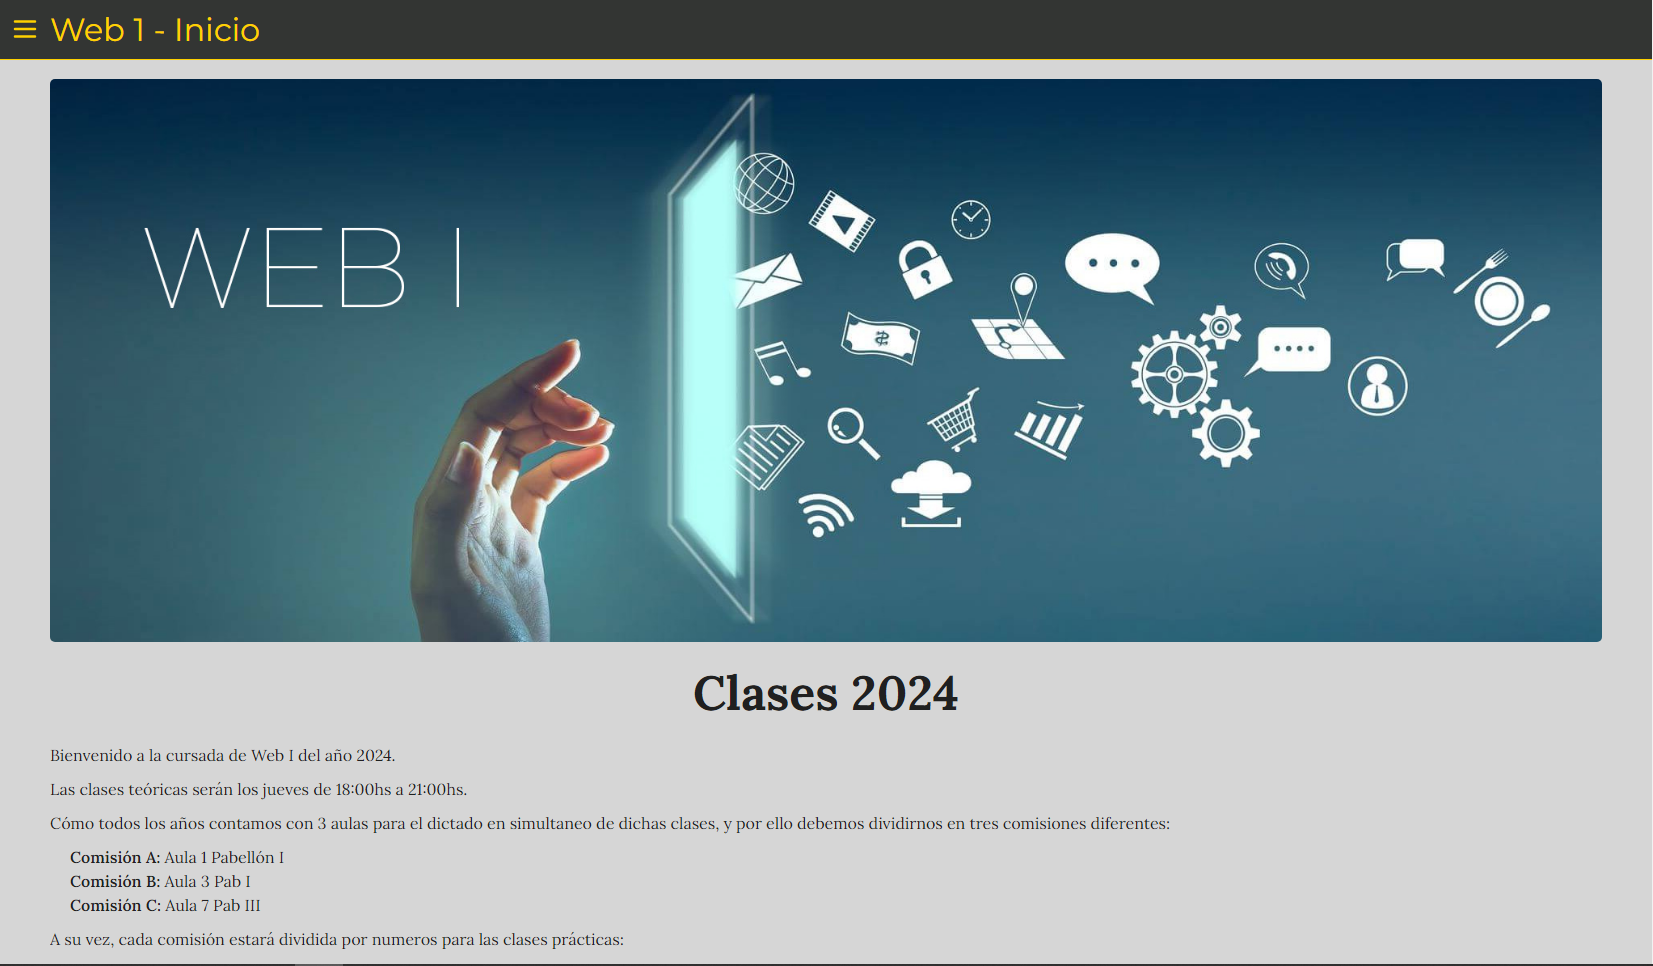 Web 1 - Inicio
WEB I
Clases 2024
Bienvenido a la cursada de Web I del año 2024.
Las clases teóricas serán los jueves de 18:00hs a 21:00hs.
Cómo todos los años contamos con 3 aulas para el dictado en simultaneo de dichas clases, y por ello debemos dividirnos en tres comisiones diferentes:
Comisión A: Aula 1 Pabellón I
Comisión B: Aula 3 Pab I
Comisión C: Aula 7 Pab III
A su vez, cada comisión estará dividida por numeros para las clases prácticas: